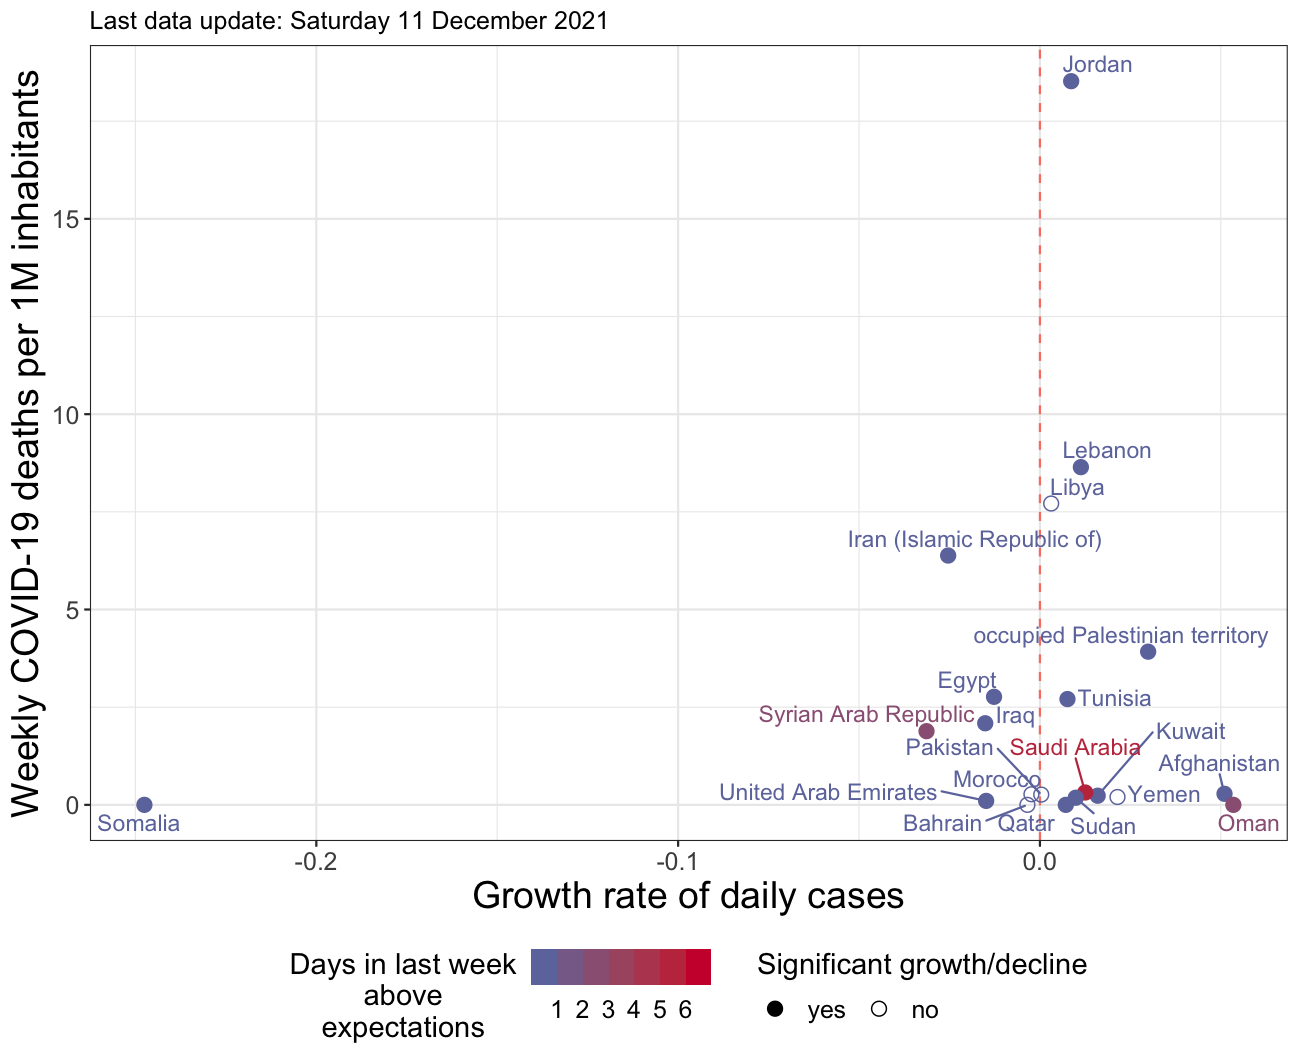 Last data update: Saturday 11 December 2021
Weekly COVID-19 deaths per 1M inhabitants
15
10
5
0
Jordan
Lebanon
Libya
Iran (Islamic Republic of)
occupied Palestinian territory
Egypt
Tunisia
Syrian Arab Republic
Iraq
Kuwait
Pakistan
Saudi Arabia
Afghanistan
Morocco
United Arab Emirates
Yemen
Somalia
Bahrain
Qatar
Sudan
Oman
-0.2
-0.1
0.0
Growth rate of daily cases
Days in last week
above
expectations
1 2 3 4 5 6
Significant growth/decline
yes
no